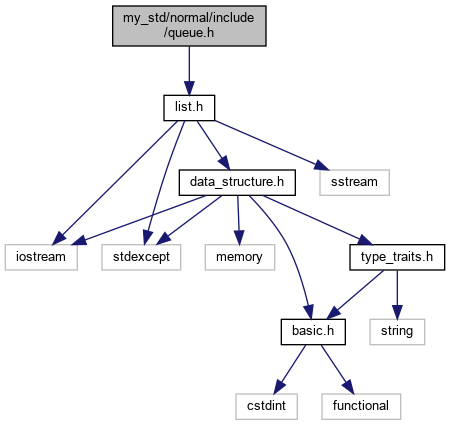 my_std/normal/include
/queue.h
list.h
data_structure.h
sstream
iostream
stdexcept
memory
type_traits.h
basic.h
string
cstdint
functional